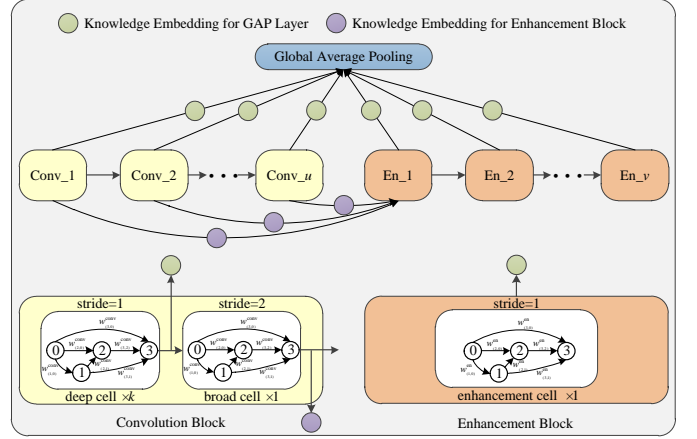 Knowledge Embedding for GAP Layer Knowledge Embedding for Enhancement Block
Global Average Pooling
Conv_1 Conv_2 Conv_u En_1 En_2 En_v
stride=1 stride=2 stride=1
0 1 2 3
0 1 2 3
0 1 2 3
deep cell ×k broad cell ×1 enhancement cell ×1
Convolution Block Enhancement Block